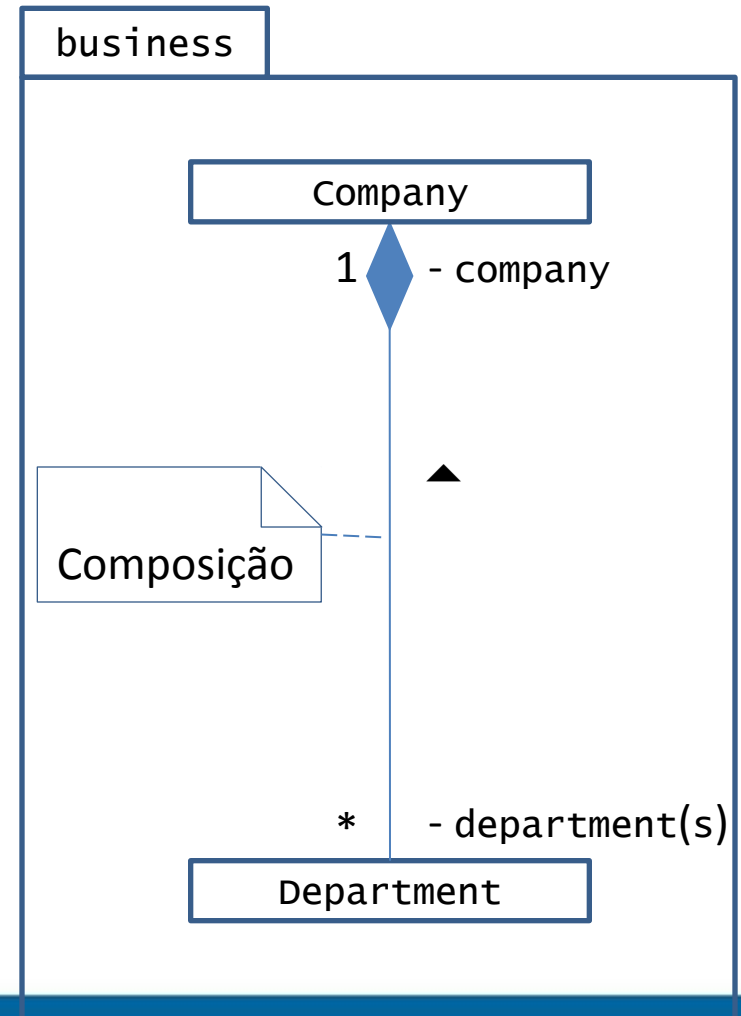 business
Company
1 - company
Composição
* - department(s)
Department